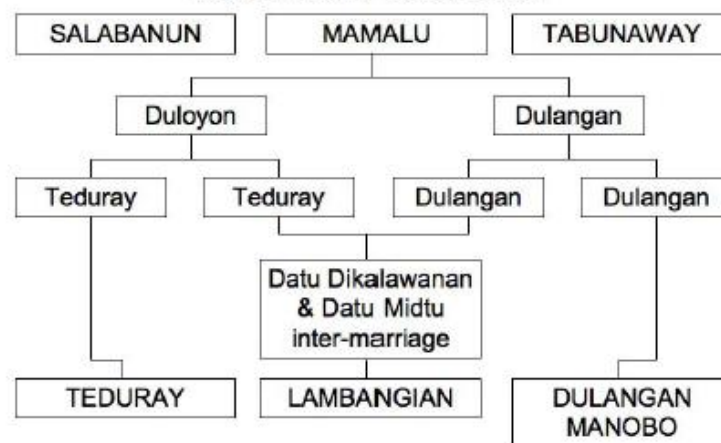 SALABANUN MAMALU TABUNAWAY
Duloyon Dulangan
Teduray Teduray Dulangan Dulangan
Datu Dikalawanan
& Datu Midtu
inter-marriage
TEDURAY LAMBANGIAN DULANGAN
MANOBO